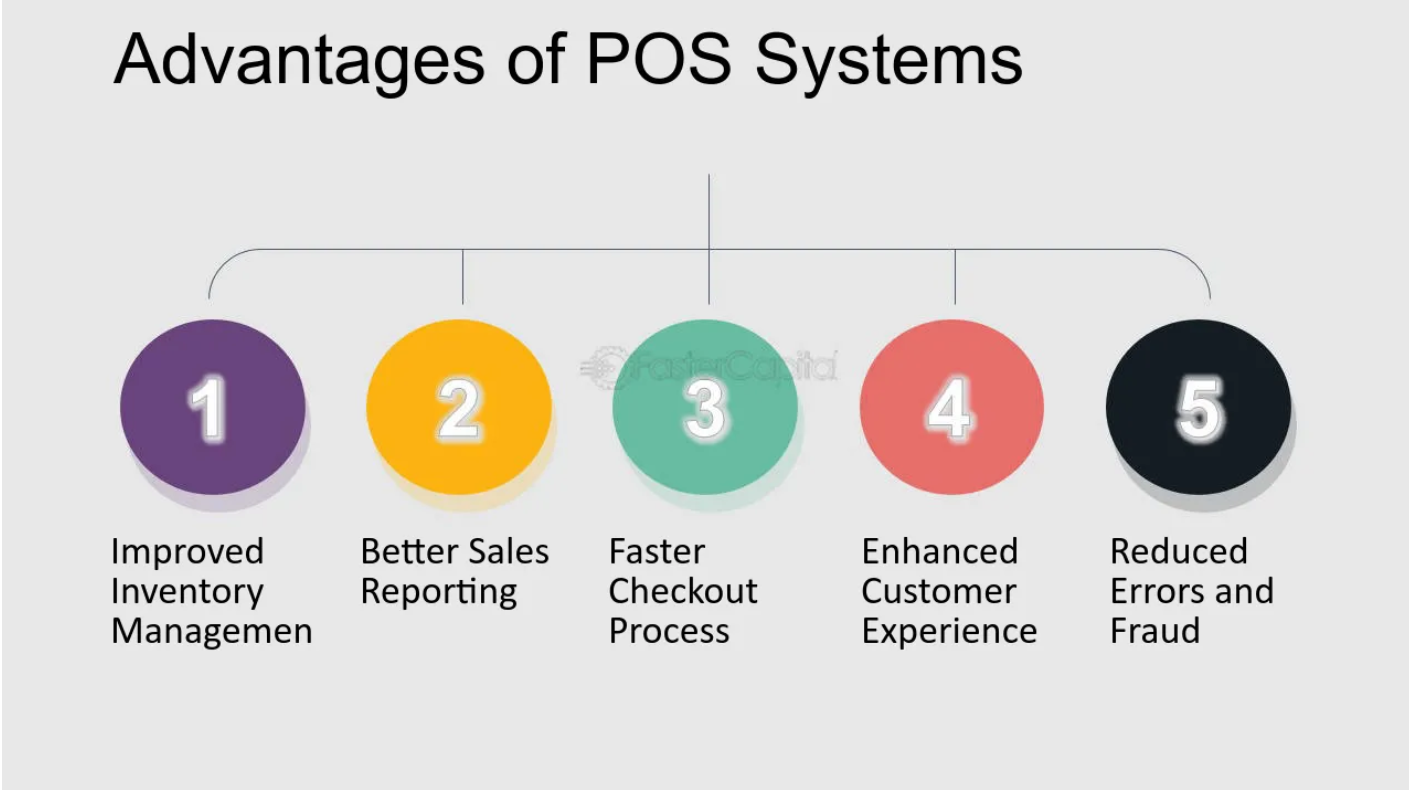 Advantages of POS Systems
FasterCapital
1
2
3
4
5
Improved
Inventory
Managemen
Better Sales
Reporting
Faster
Checkout
Process
Enhanced
Customer
Experience
Reduced
Errors and
Fraud